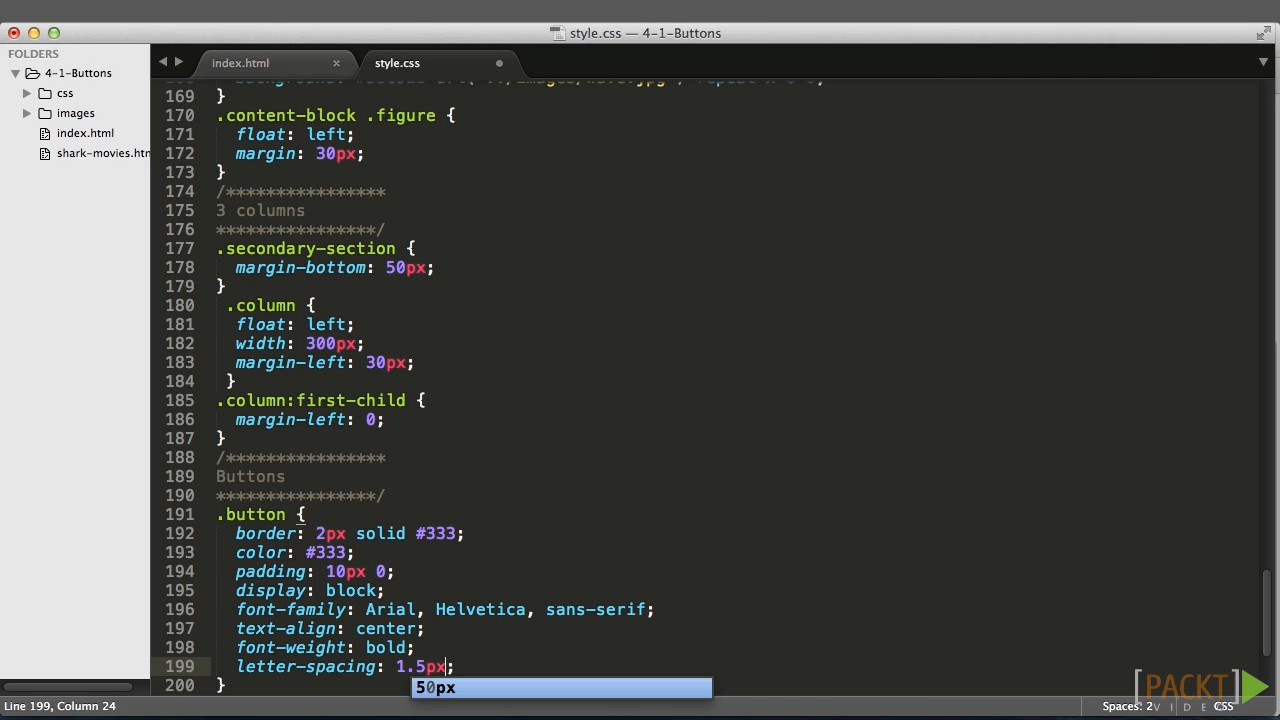 style.css — 4-1-Buttons
FOLDERS
4-1-Buttons
css
images
index.html
shark-movies.htn
index.html ×
style.css
169 }
170 .content-block .figure {
171 float: left;
172 margin: 30px;
173 }
174 /***************
175 3 columns
176 ***************/
177 .secondary-section {
178 margin-bottom: 50px;
179 }
180 .column {
181 float: left;
182 width: 300px;
183 margin-left: 30px;
184 }
185 .column:first-child {
186 margin-left: 0;
187 }
188 /***************
189 Buttons
190 ***************/
191 .button {
192 border: 2px solid #333;
193 color: #333;
194 padding: 10px 0;
195 display: block;
196 font-family: Arial, Helvetica, sans-serif;
197 text-align: center;
198 font-weight: bold;
199 letter-spacing: 1.5px;
200 }
50px
Line 199, Column 24
Spaces: 2
CSS
[PACKT]
VIDEO